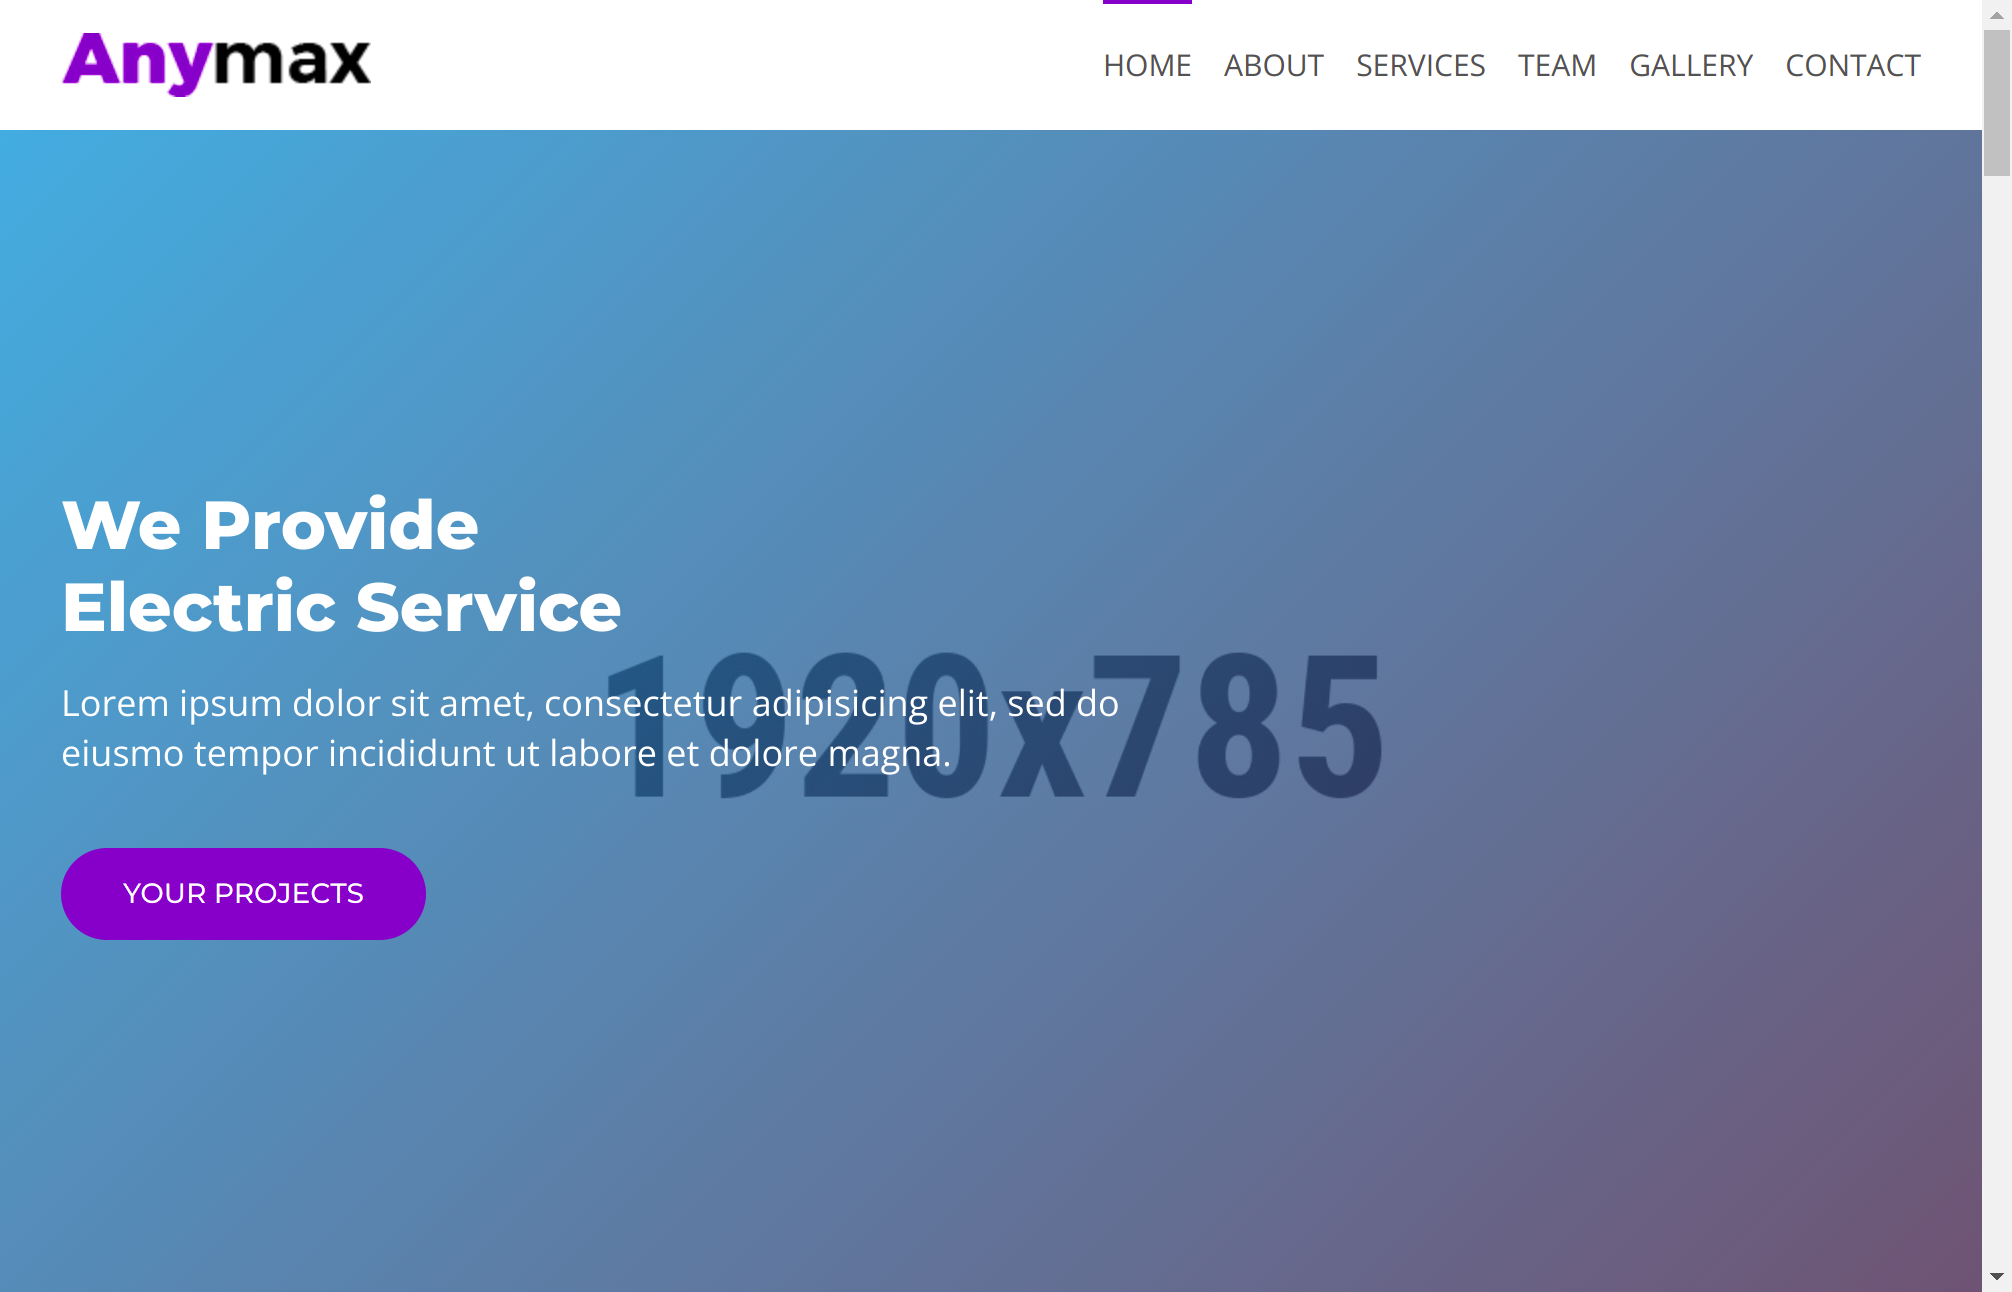 Anymax
HOME ABOUT SERVICES TEAM GALLERY CONTACT
We Provide
Electric Service
Lorem ipsum dolor sit amet, consectetur adipisicing elit, sed do
eiusmo tempor incididunt ut labore et dolore magna.
1920x785
YOUR PROJECTS